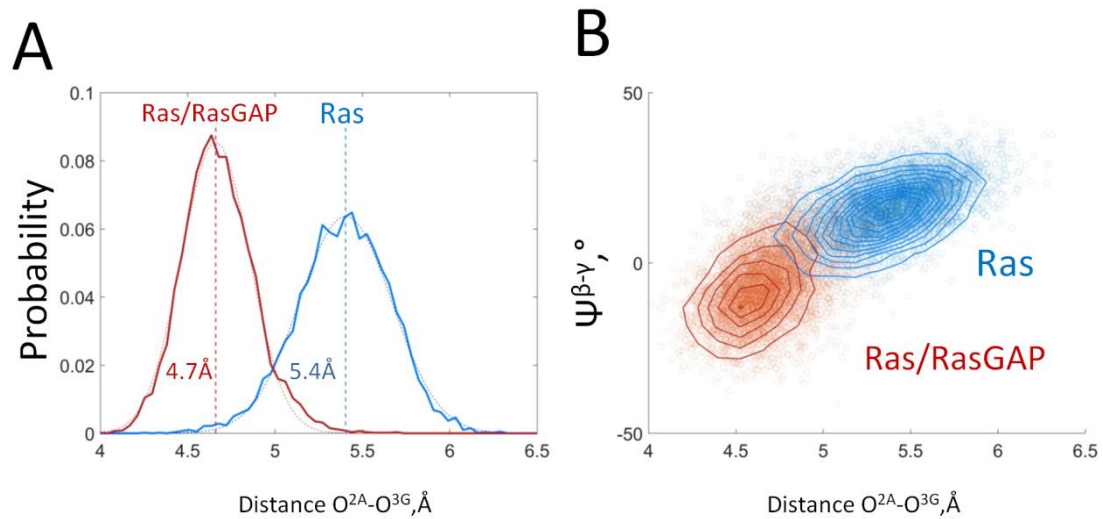 A
Probability
0.1
0.08
0.06
0.04
0.02
0
Ras/RasGAP
Ras
4.7Å
5.4Å
4 4.5 5 5.5 6 6.5
Distance O²ᴬ-O³ᴳ,Å
B
Ψᵝ⁻ᵞ,°
50
0
-50
Ras
Ras/RasGAP
4 4.5 5 5.5 6 6.5
Distance O²ᴬ-O³ᴳ,Å